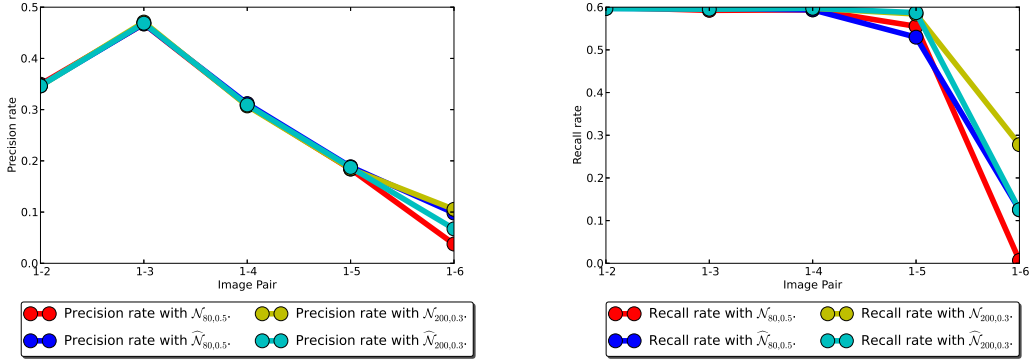 Precision rate
0.5
0.4
0.3
0.2
0.1
0.0
1-2 1-3 1-4 1-5 1-6
Image Pair
Precision rate with 𝒩80,0.5. Precision rate with 𝒩200,0.3.
Precision rate with 𝒩̂80,0.5. Precision rate with 𝒩̂200,0.3.
Recall rate
0.6
0.5
0.4
0.3
0.2
0.1
0.0
1-2 1-3 1-4 1-5 1-6
Image Pair
Recall rate with 𝒩80,0.5. Recall rate with 𝒩200,0.3.
Recall rate with 𝒩̂80,0.5. Recall rate with 𝒩̂200,0.3.